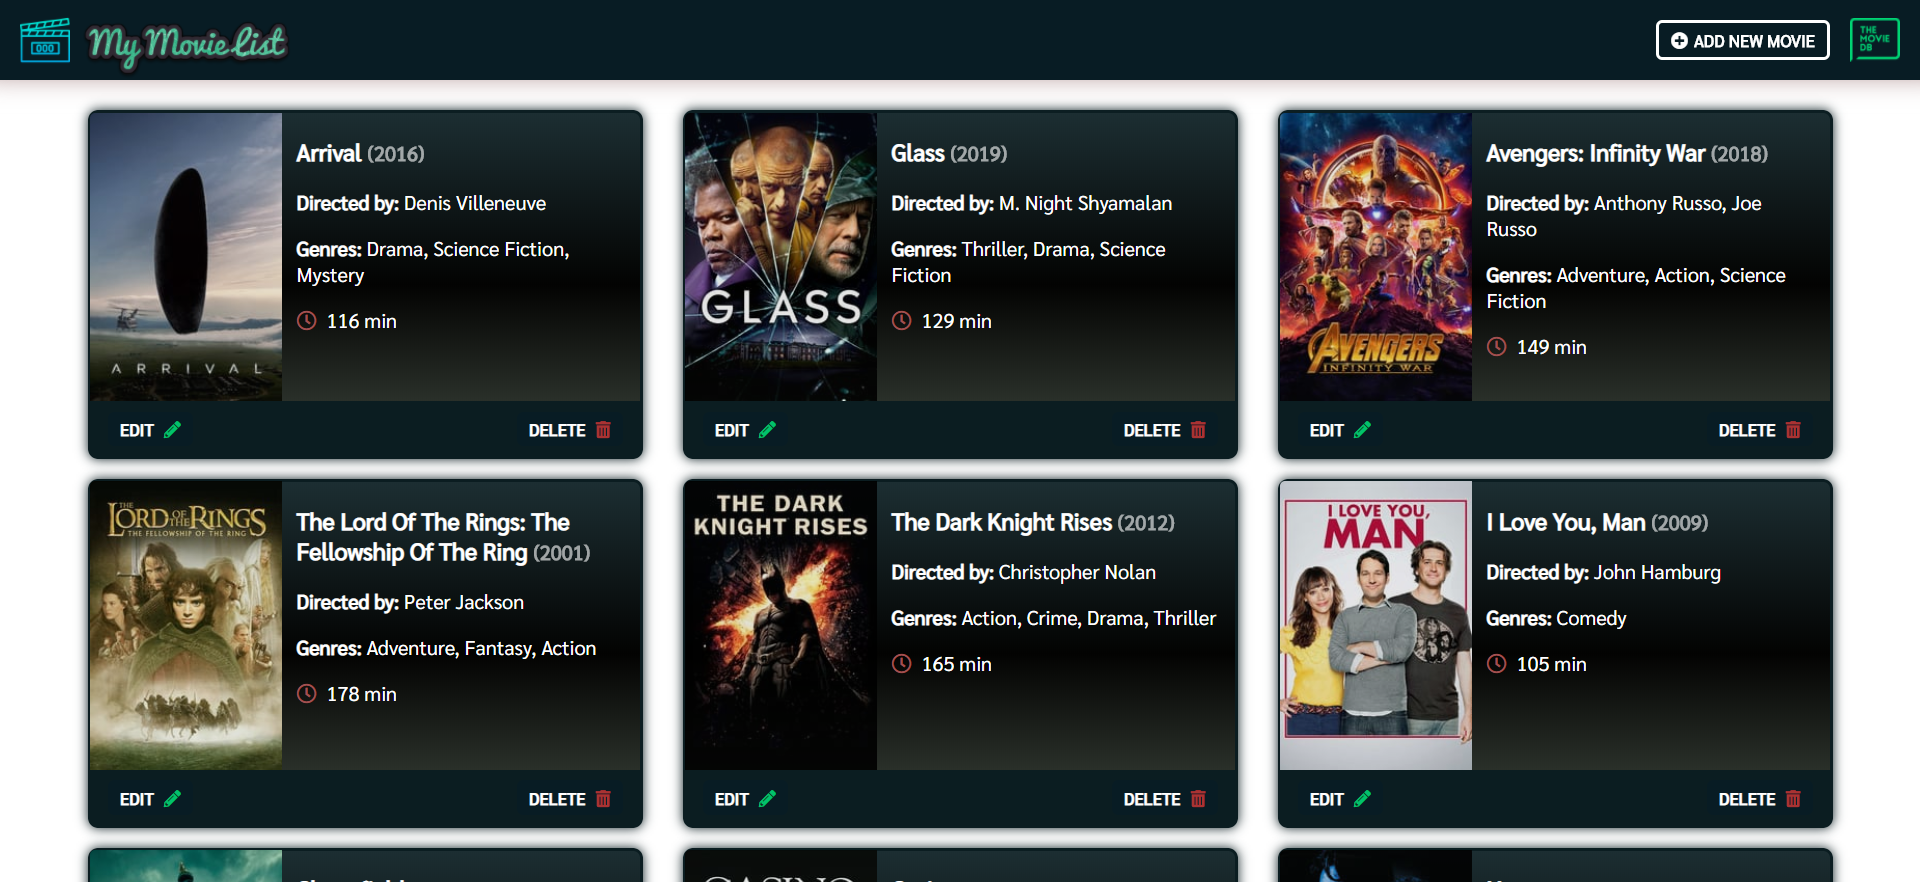 000
My Movie List
ADD NEW MOVIE
THE
MOVIE
DB
ARRIVAL
Arrival (2016)
Directed by: Denis Villeneuve
Genres: Drama, Science Fiction,
Mystery
116 min
EDIT
DELETE
GLASS
Glass (2019)
Directed by: M. Night Shyamalan
Genres: Thriller, Drama, Science
Fiction
129 min
EDIT
DELETE
AVENGERS
INFINITY WAR
Avengers: Infinity War (2018)
Directed by: Anthony Russo, Joe
Russo
Genres: Adventure, Action, Science
Fiction
149 min
EDIT
DELETE
THE
LORD OF THE RINGS
THE FELLOWSHIP OF THE RING
The Lord Of The Rings: The
Fellowship Of The Ring (2001)
Directed by: Peter Jackson
Genres: Adventure, Fantasy, Action
178 min
EDIT
DELETE
THE DARK
KNIGHT RISES
The Dark Knight Rises (2012)
Directed by: Christopher Nolan
Genres: Action, Crime, Drama, Thriller
165 min
EDIT
DELETE
I LOVE YOU,
MAN
I Love You, Man (2009)
Directed by: John Hamburg
Genres: Comedy
105 min
EDIT
DELETE